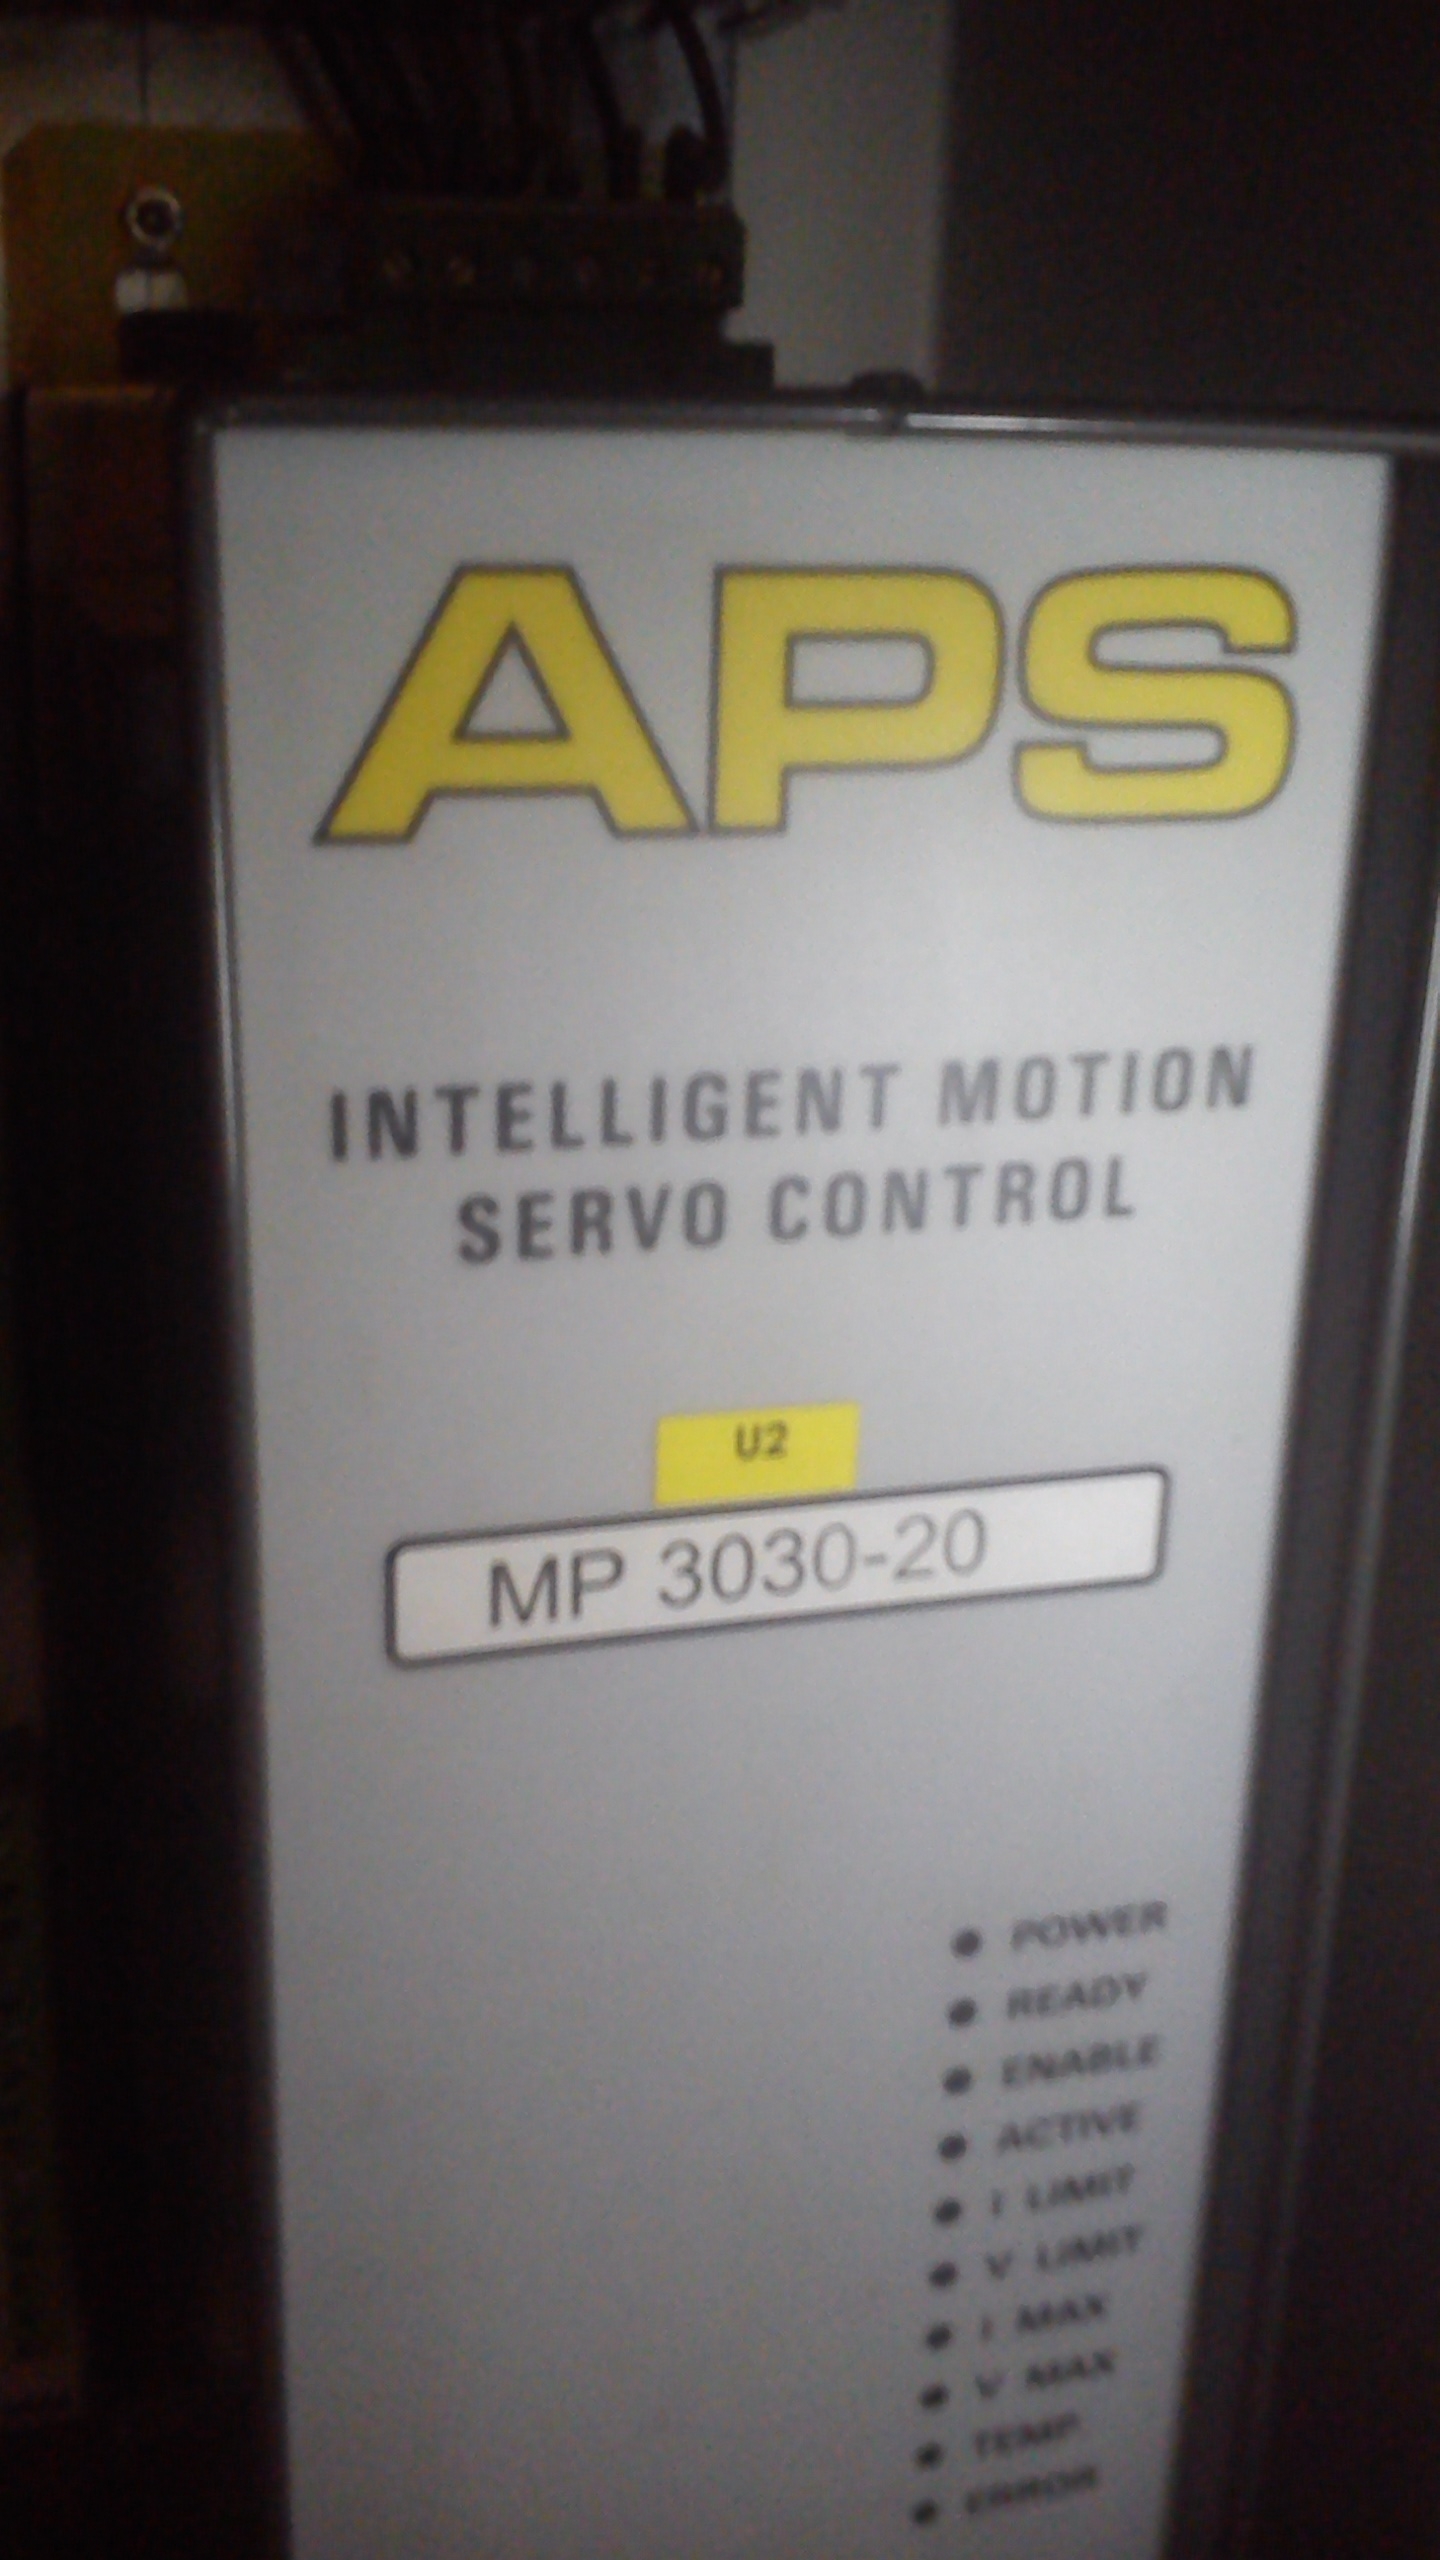 APS
INTELLIGENT MOTION
SERVO CONTROL
U2
MP 3030-20
POWER
READY
ENABLE
ACTIVE
I LIMIT
V LIMIT
I MAX
V MAX
TEMP
ERROR